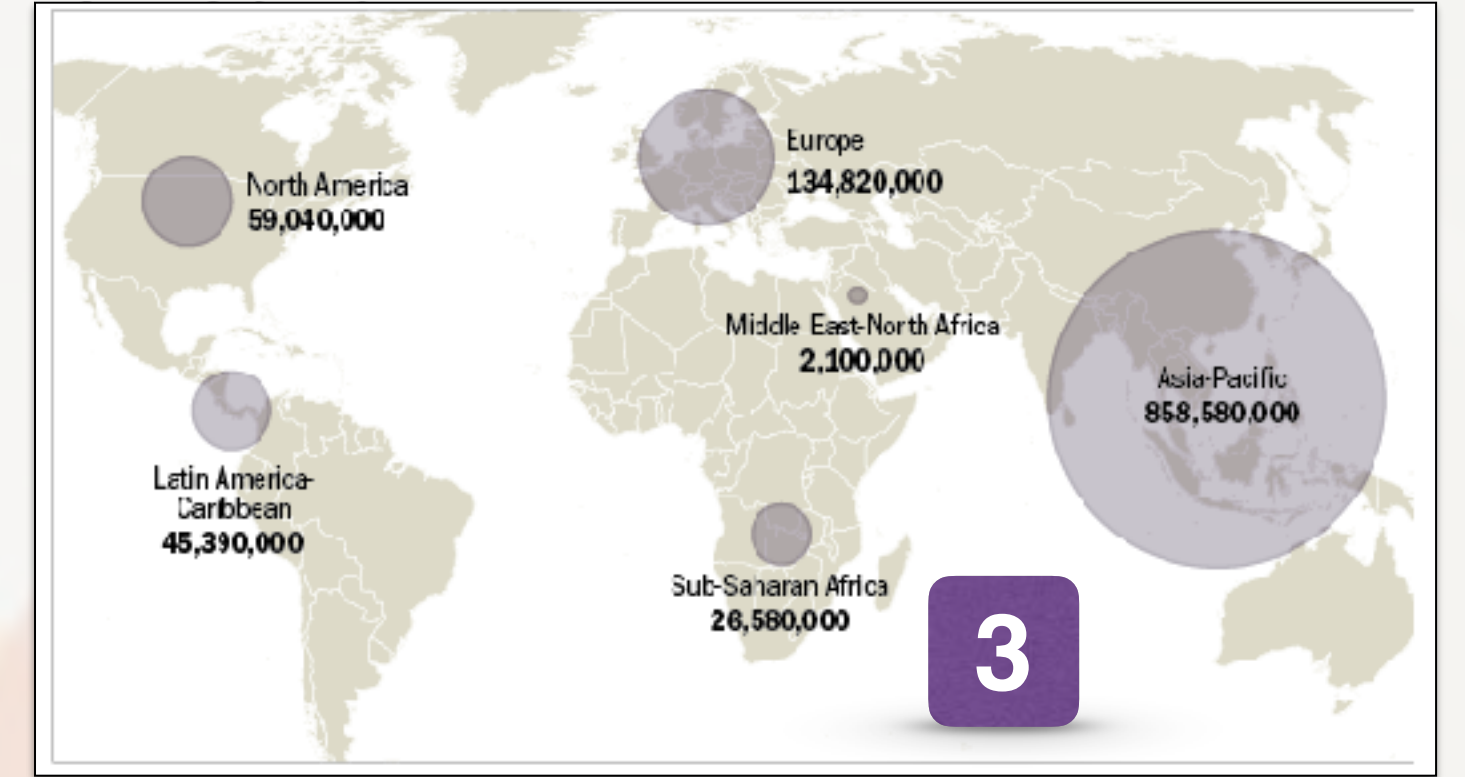 North America
59,040,000
Europe
134,820,000
Middle East-North Africa
2,100,000
Asia-Pacific
858,580,000
Latin America-
Caribbean
45,390,000
Sub-Saharan Africa
26,580,000
3